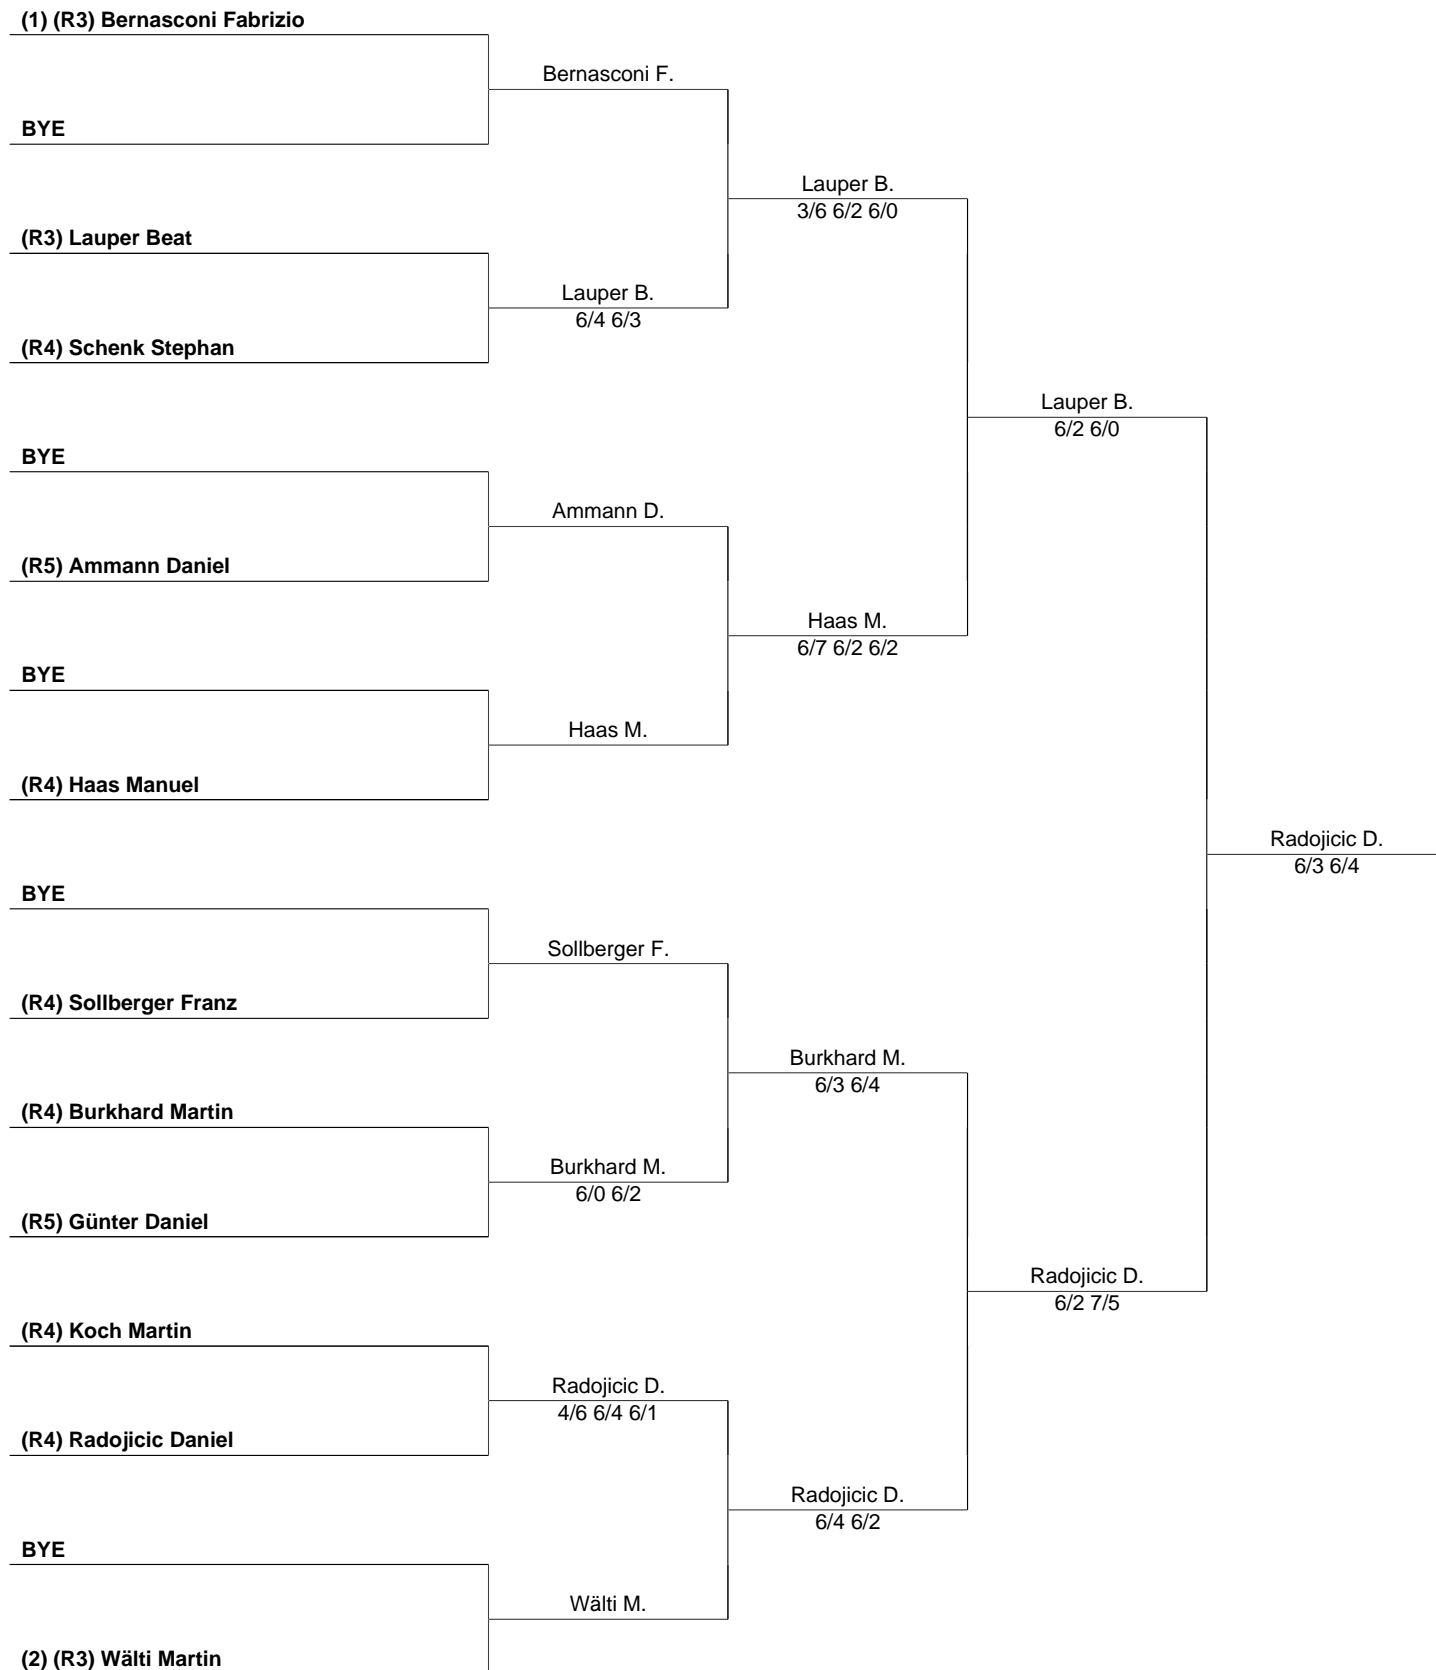 (1) (R3) Bernasconi Fabrizio
Bernasconi F.
BYE
Lauper B.
3/6 6/2 6/0
(R3) Lauper Beat
Lauper B.
6/4 6/3
(R4) Schenk Stephan
Lauper B.
6/2 6/0
BYE
Ammann D.
(R5) Ammann Daniel
Haas M.
6/7 6/2 6/2
BYE
Haas M.
(R4) Haas Manuel
Radojicic D.
6/3 6/4
BYE
Sollberger F.
(R4) Sollberger Franz
Burkhard M.
6/3 6/4
(R4) Burkhard Martin
Burkhard M.
6/0 6/2
(R5) Günter Daniel
Radojicic D.
6/2 7/5
(R4) Koch Martin
Radojicic D.
4/6 6/4 6/1
(R4) Radojicic Daniel
Radojicic D.
6/4 6/2
BYE
Wälti M.
(2) (R3) Wälti Martin